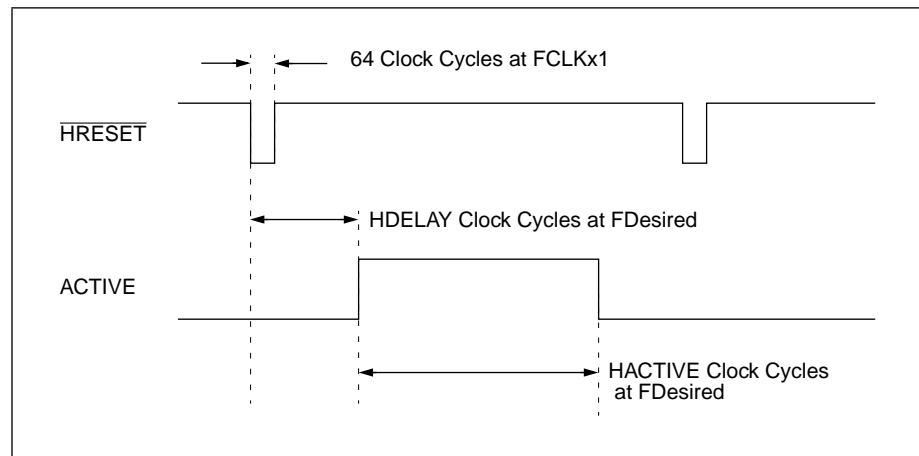 64 Clock Cycles at FCLKx1
HRESET
HDELAY Clock Cycles at FDesired
ACTIVE
HACTIVE Clock Cycles
at FDesired